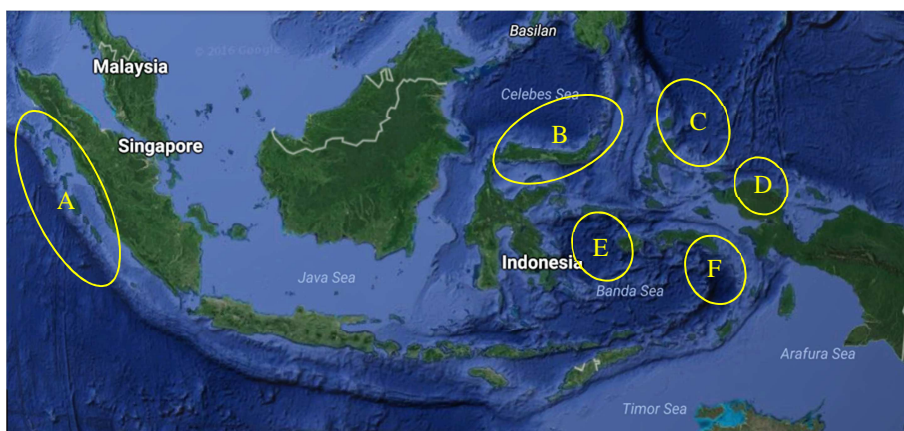 © 2016 Google
Basilan
Malaysia
Celebes Sea
C
B
Singapore
D
A
E
Indonesia
F
Java Sea
Banda Sea
Arafura Sea
Timor Sea